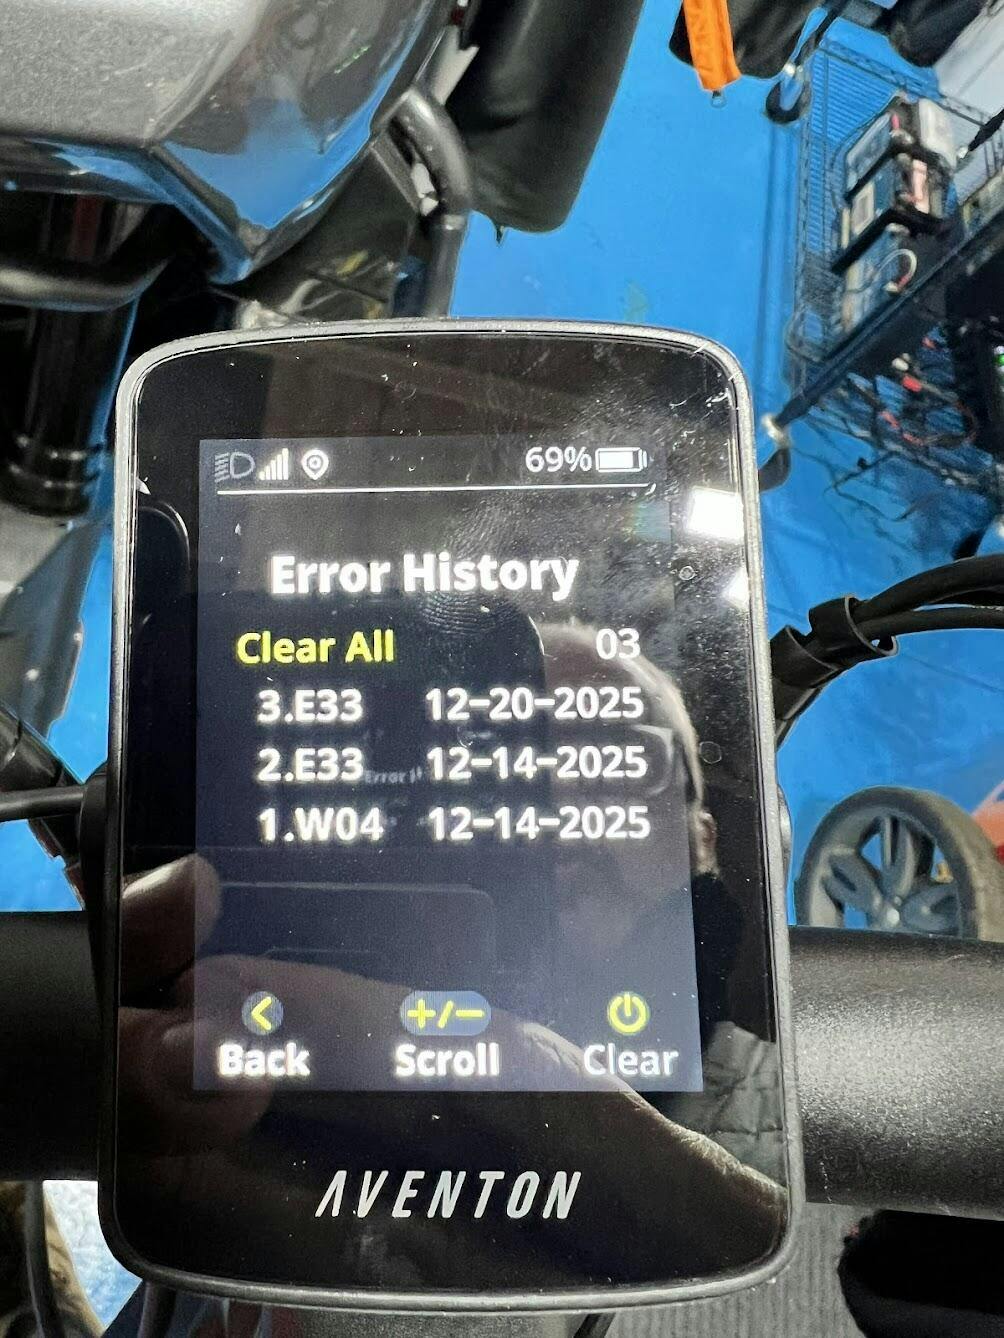 69%
Error History
Clear All 03
3.E33 12-20-2025
2.E33 12-14-2025
1.W04 12-14-2025
< +/-
Back Scroll Clear
AVENTON